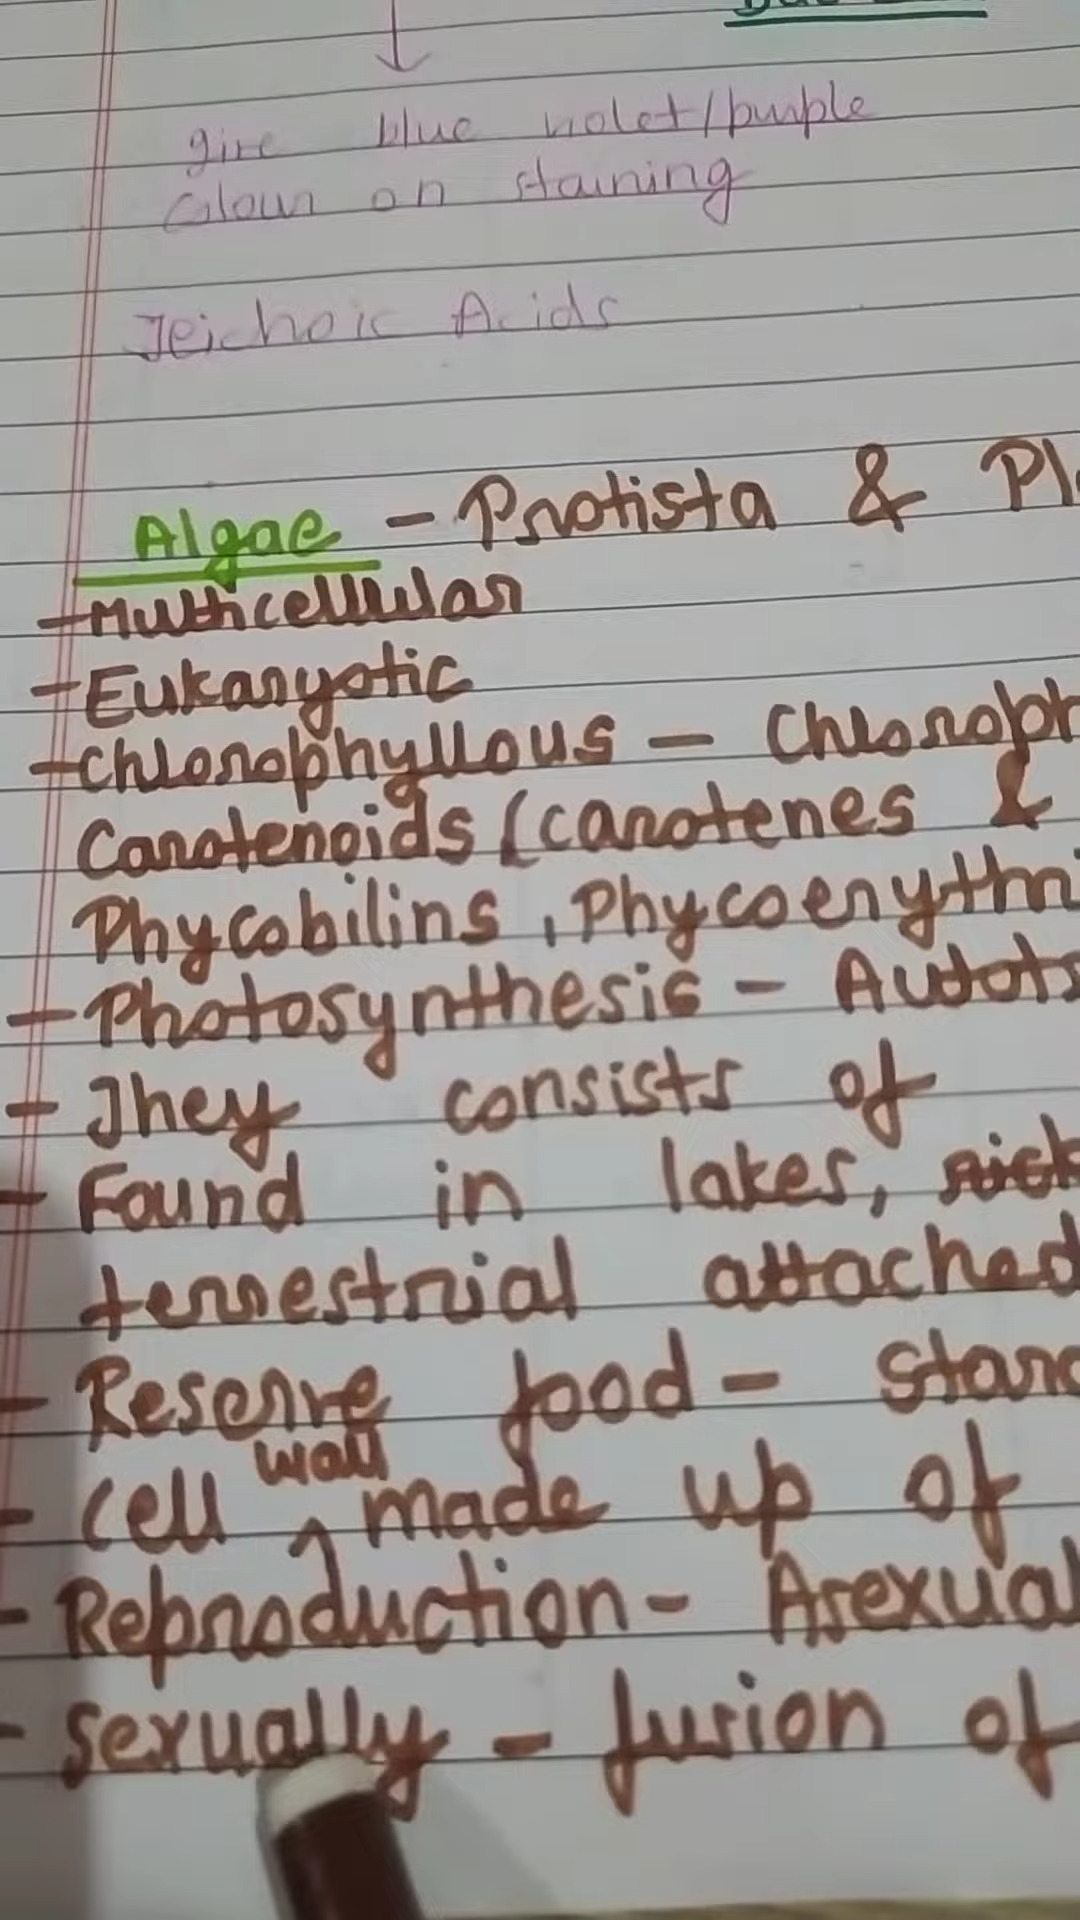 give blue violet/purple
colour on staining
Teichoic Acids
Algae - Protista & Pl
- Multicellular
- Eukaryotic
- Chlorophyllous - Chloroph
Carotenoids (carotenes &
Phycobilins, Phycoerythri
- Photosynthesis - Autot
- They consists of
- Found in lakes,
terrestrial attached
- Reserve food - starc
- Cell wall made up of
- Reproduction - Asexual
- Sexually - fusion of